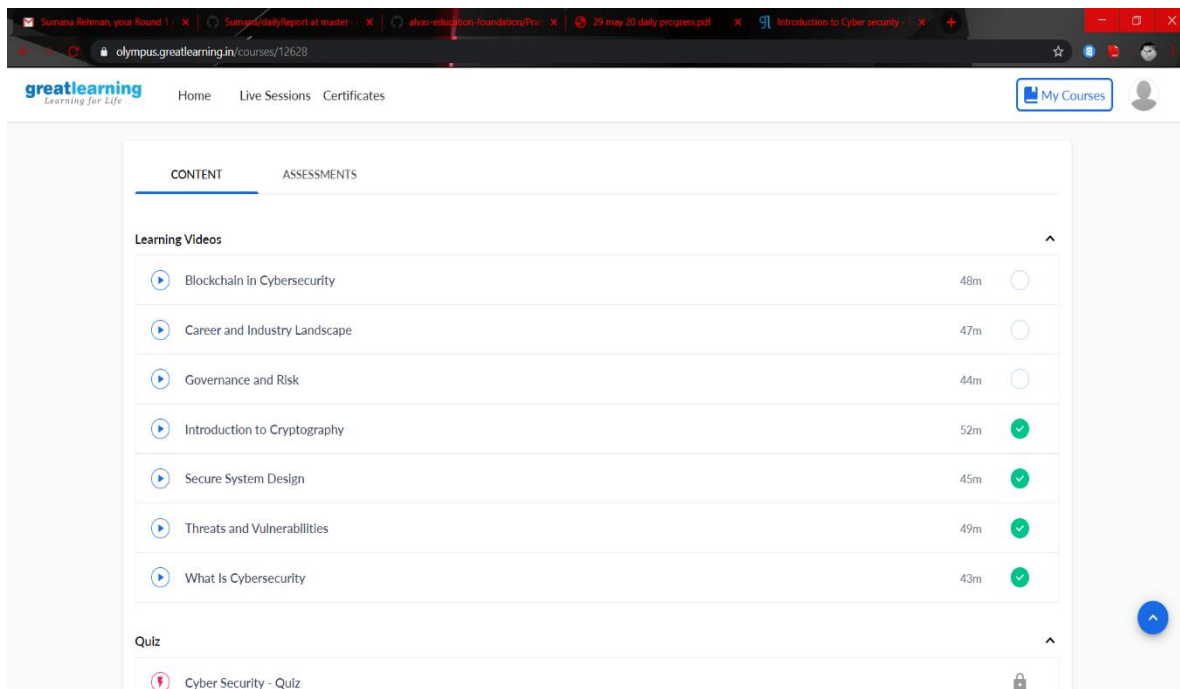 Sumana Rehman, your Round 1
Sumana/dailyReport at master
alvas-education-foundation/
29 may 20 daily progress.pdf
Introduction to Cyber security -
olympus.greatlearning.in/courses/12628
greatlearning
Learning for Life
Home Live Sessions Certificates
My Courses
CONTENT ASSESSMENTS
Learning Videos
Blockchain in Cybersecurity 48m
Career and Industry Landscape 47m
Governance and Risk 44m
Introduction to Cryptography 52m
Secure System Design 45m
Threats and Vulnerabilities 49m
What Is Cybersecurity 43m
Quiz
Cyber Security - Quiz